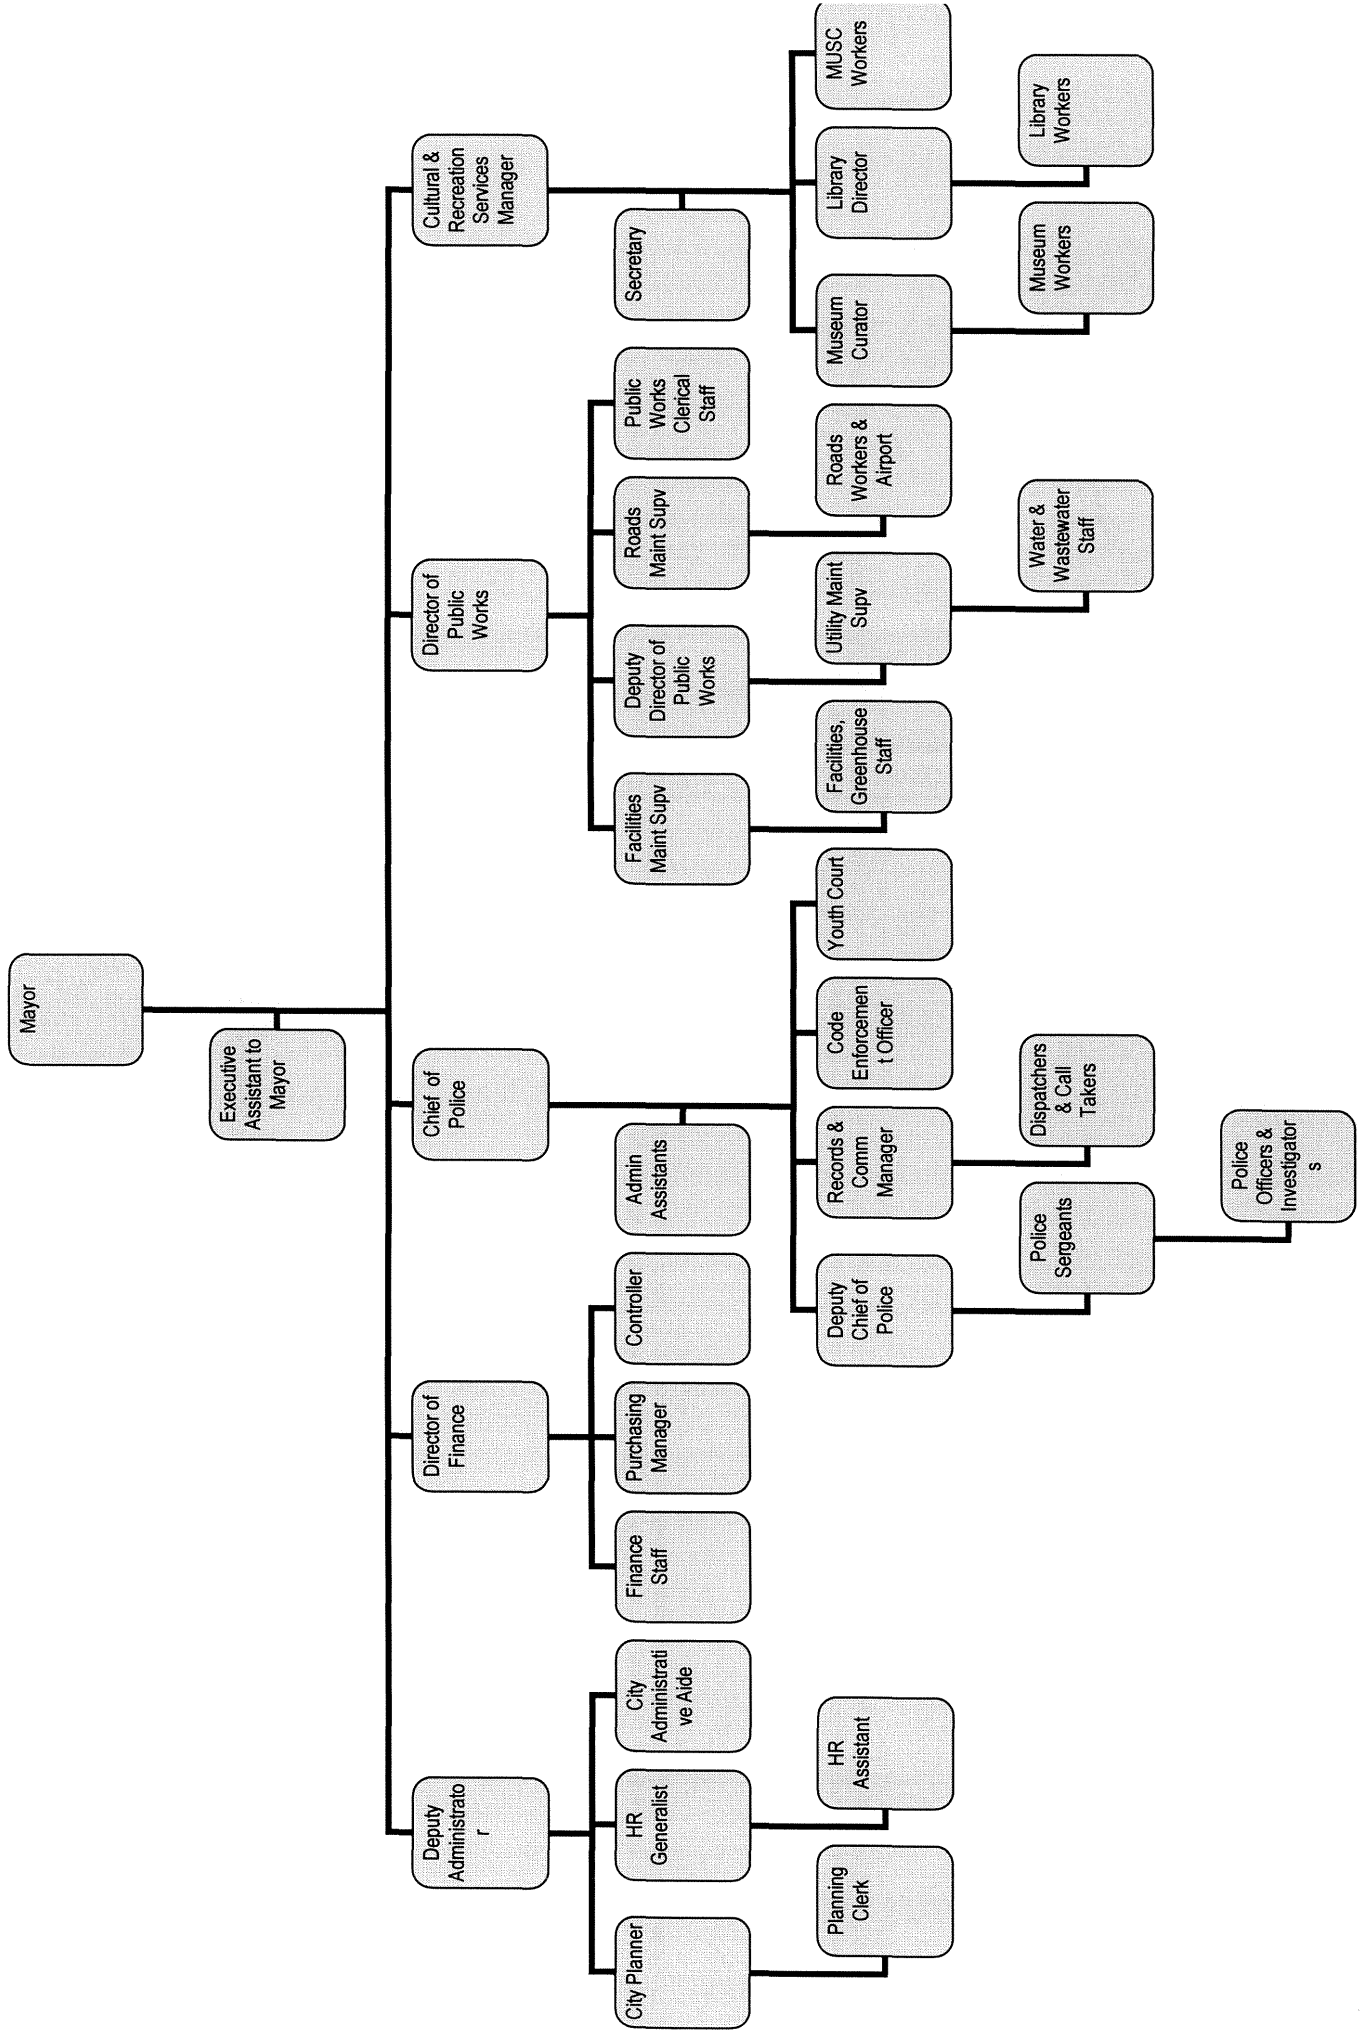 Mayor
Executive
Assistant to
Mayor
Deputy
Administrato
r
Director of
Finance
Chief of
Police
Director of
Public
Works
Cultural &
Recreation
Services
Manager
City Planner
HR
Generalist
City
Administrati
ve Aide
Finance
Staff
Purchasing
Manager
Controller
Admin
Assistants
Facilities
Maint Supv
Deputy
Director of
Public
Works
Roads
Maint Supv
Public
Works
Clerical
Staff
Secretary
Planning
Clerk
HR
Assistant
Deputy
Chief of
Police
Records &
Comm
Manager
Code
Enforcemen
t Officer
Youth Court
Facilities,
Greenhouse
Staff
Utility Maint
Supv
Roads
Workers &
Airport
Museum
Curator
Library
Director
MUSC
Workers
Police
Sergeants
Dispatchers
& Call
Takers
Water &
Wastewater
Staff
Museum
Workers
Library
Workers
Police
Officers &
Investigator
s